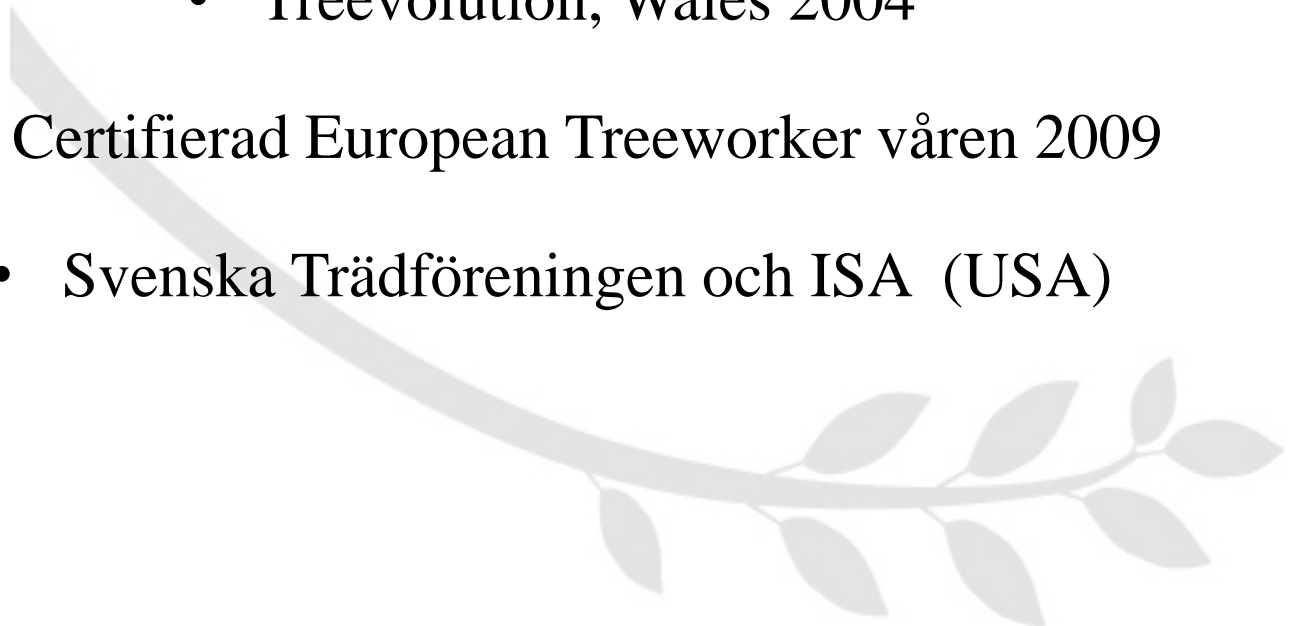 • Treevolution, Wales 2004
Certifierad European Treeworker våren 2009
• Svenska Trädföreningen och ISA (USA)